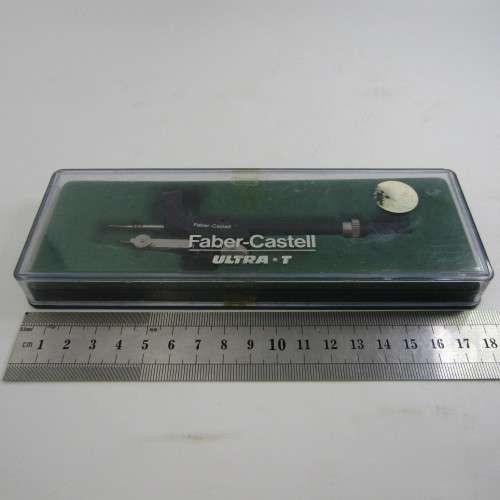 Faber-Castell
Faber-Castell
ULTRA·T
cm 1 2 3 4 5 6 7 8 9 10 11 12 13 14 15 16 17 18